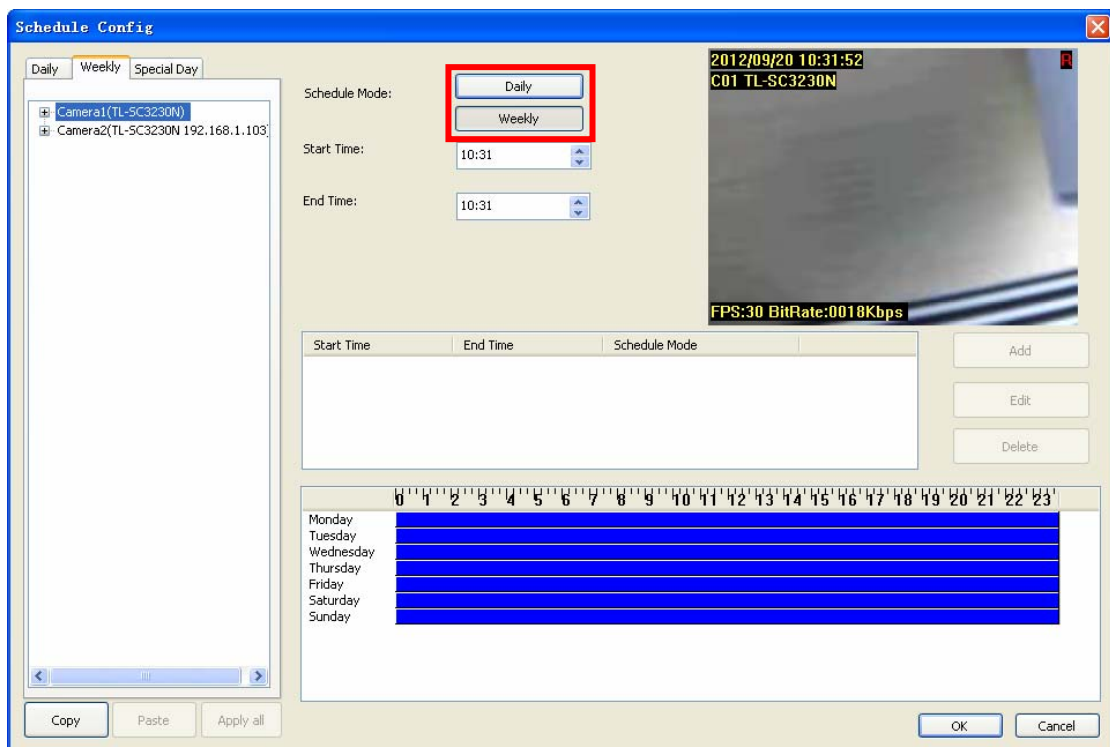 Schedule Config
Daily Weekly Special Day
Camera1(TL-SC3230N)
Camera2(TL-SC3230N 192.168.1.103)
Schedule Mode:
Daily
Weekly
Start Time:
10:31
End Time:
10:31
2012/09/20 10:31:52
R
C01 TL-SC3230N
FPS:30 BitRate:0018Kbps
Start Time End Time Schedule Mode
Add
Edit
Delete
0 1 2 3 4 5 6 7 8 9 10 11 12 13 14 15 16 17 18 19 20 21 22 23
Monday
Tuesday
Wednesday
Thursday
Friday
Saturday
Sunday
Copy Paste Apply all
OK Cancel